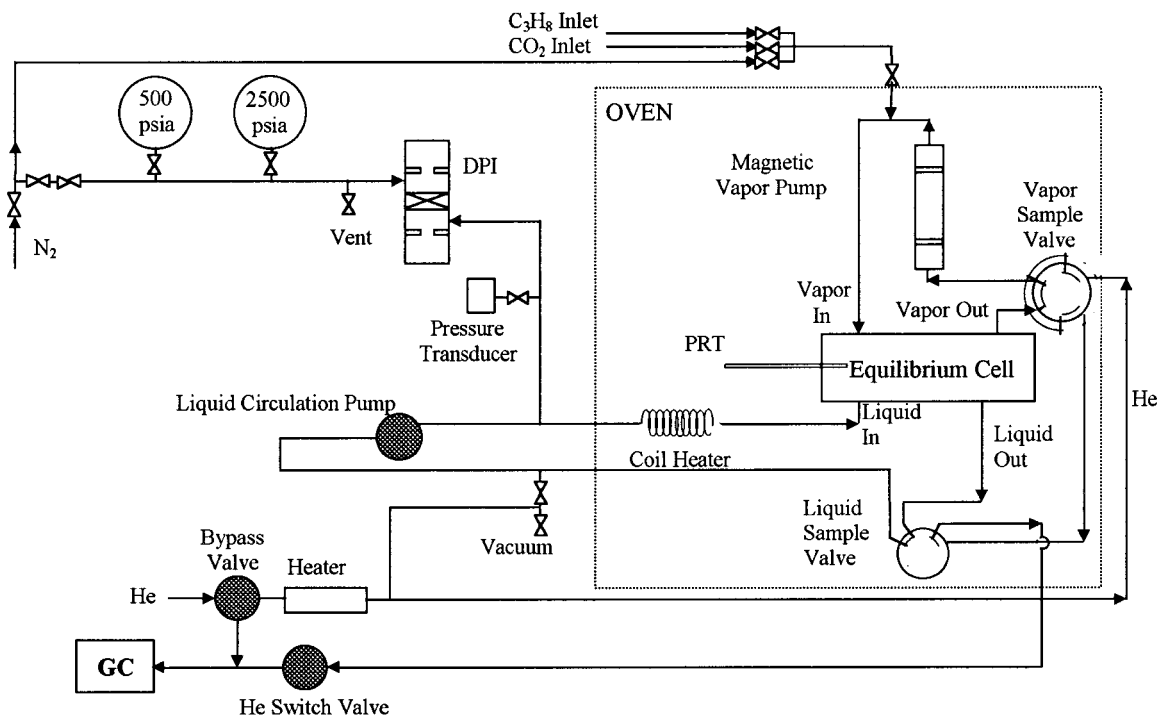 C₃H₈ Inlet
CO₂ Inlet
500
psia
2500
psia
OVEN
DPI
Magnetic
Vapor Pump
Vapor
Sample
Valve
Vent
N₂
Vapor
In
Vapor Out
Pressure
Transducer
PRT
Equilibrium Cell
He
Liquid Circulation Pump
Liquid
In
Liquid
Out
Coil Heater
Liquid
Sample
Valve
Vacuum
Bypass
Valve
Heater
He
GC
He Switch Valve